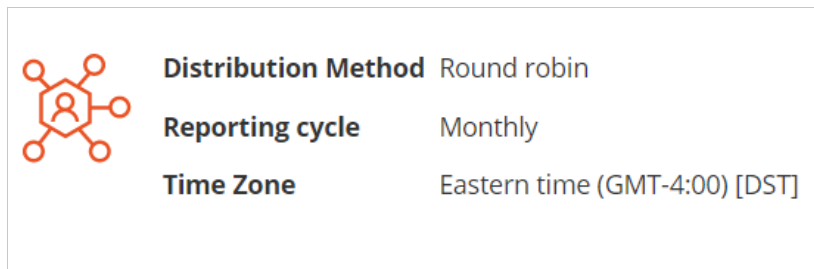 Distribution Method Round robin
Reporting cycle Monthly
Time Zone Eastern time (GMT-4:00) [DST]